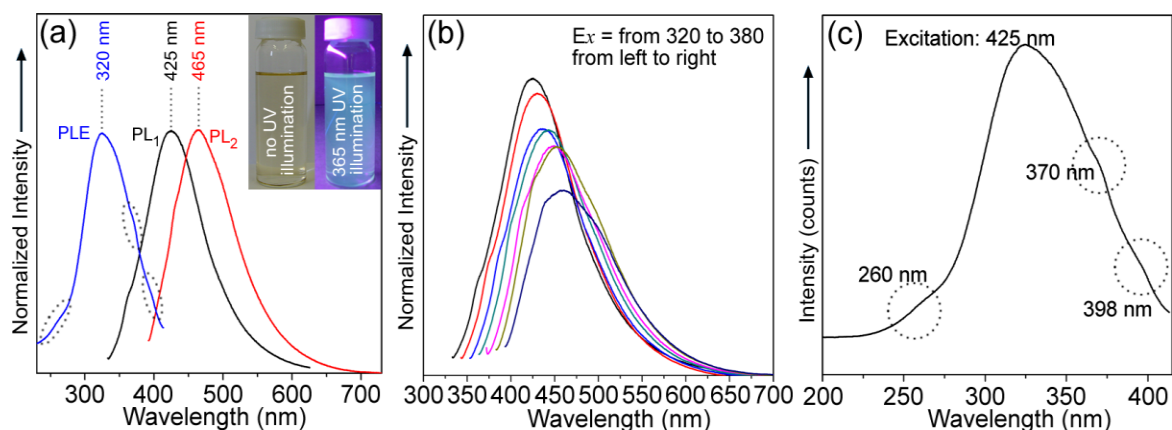 (a)
320 nm
425 nm
465 nm
PLE
PL1
PL2
no UV
illumination
365 nm UV
illumination
Normalized Intensity
300 400 500 600 700
Wavelength (nm)
(b)
Ex = from 320 to 380
from left to right
Normalized Intensity
300 350 400 450 500 550 600 650 700
Wavelength (nm)
(c)
Excitation: 425 nm
370 nm
260 nm
398 nm
Intensity (counts)
200 250 300 350 400
Wavelength (nm)